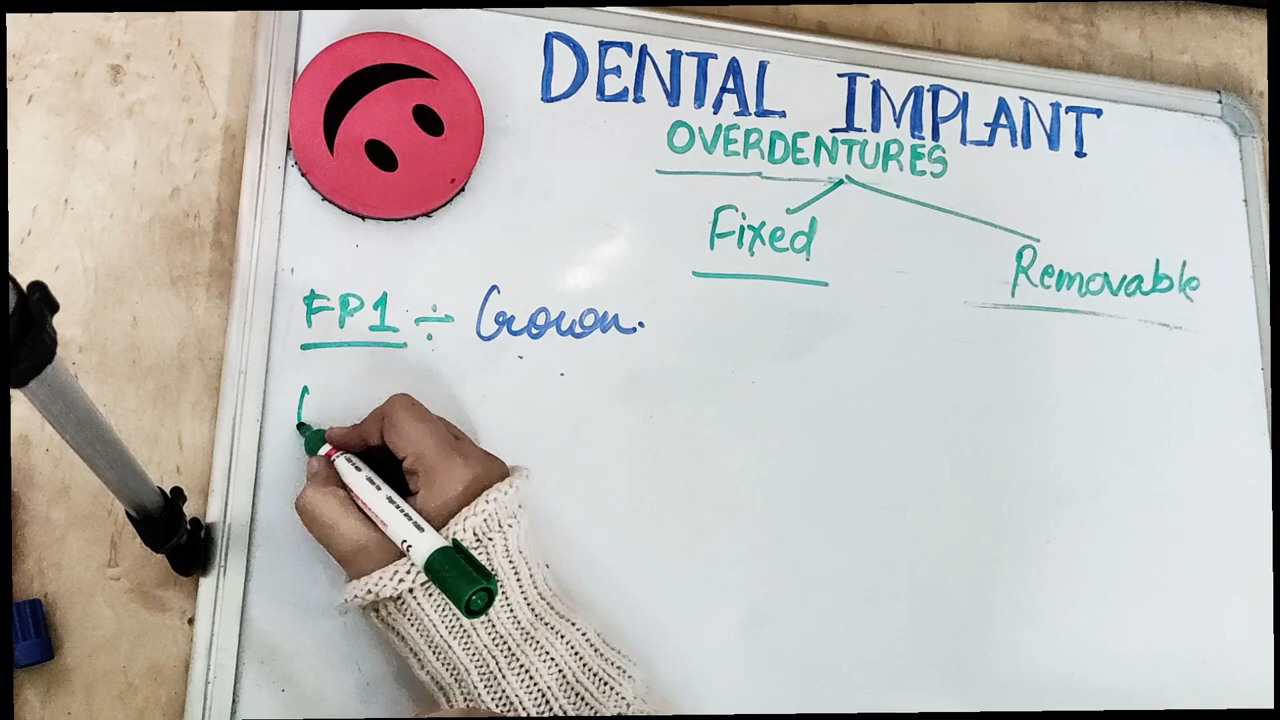 DENTAL IMPLANT
OVERDENTURES
Fixed
Removable
FP1 ÷ Crown.